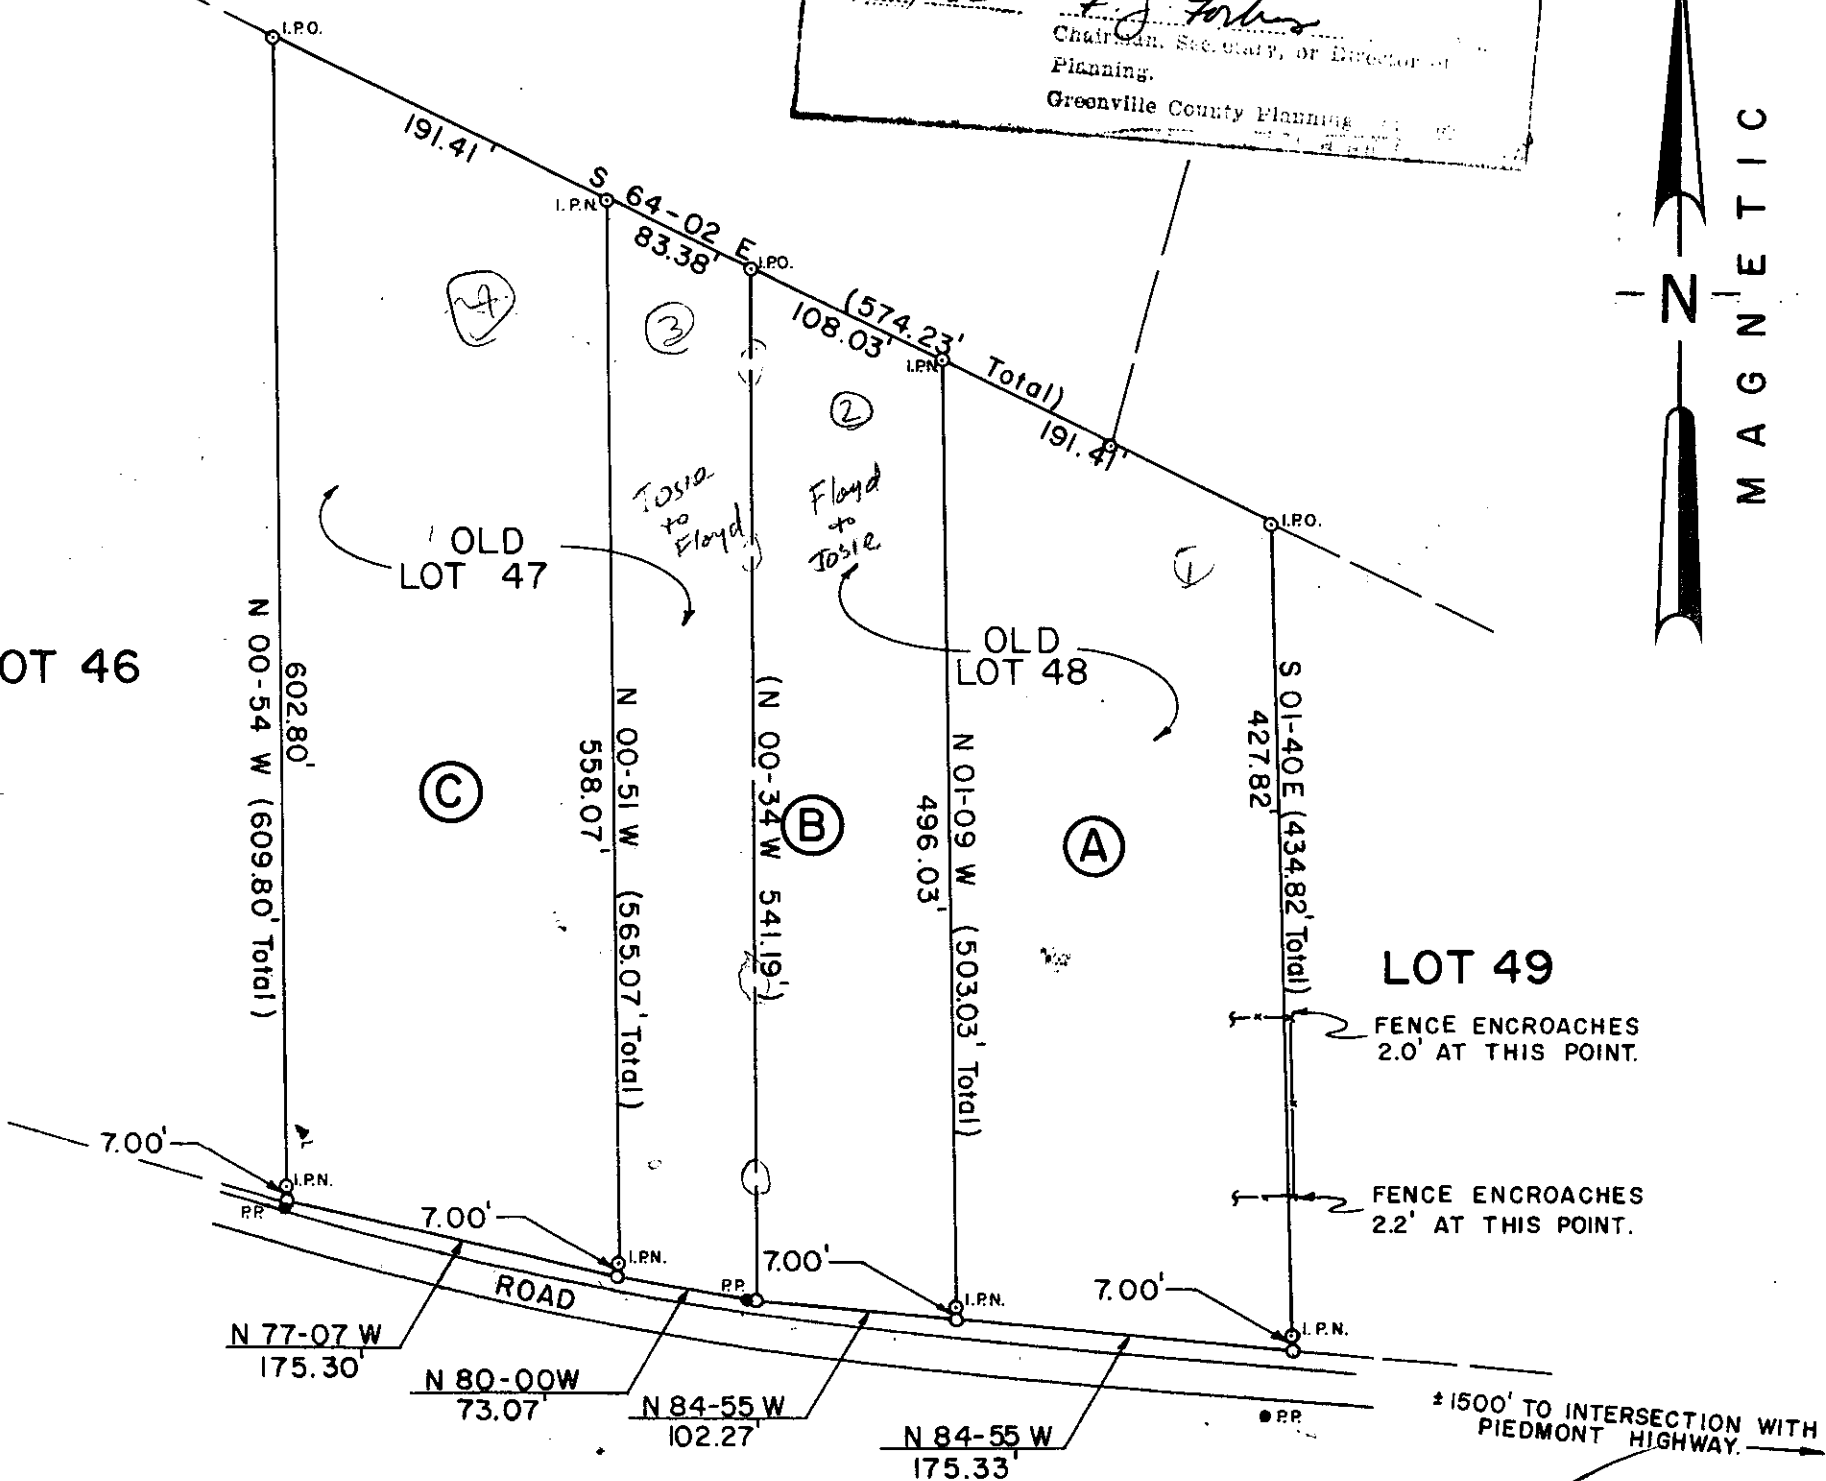 Chairman, Secretary, or Director of
Planning.
Greenville County Planning
I.P.O.
191.41'
S 64-02 E
I.P.N.
83.38'
I.P.O.
(574.23' Total)
108.03'
I.P.N.
191.41'
I.P.O.
MAGNETIC
N
4
3
2
1
Josie
to
Floyd
Floyd
to
Josie
OLD
LOT 47
OLD
LOT 48
OT 46
602.80'
N 00-54 W (609.80' Total)
N 00-51 W (565.07' Total)
558.07'
(N 00-34 W 541.19')
N 01-09 W (503.03' Total)
496.03'
S 01-40 E (434.82' Total)
427.82'
C
B
A
LOT 49
FENCE ENCROACHES
2.0' AT THIS POINT.
FENCE ENCROACHES
2.2' AT THIS POINT.
7.00'
I.P.N.
P.P.
7.00'
I.P.N.
P.P.
7.00'
I.P.N.
7.00'
I.P.N.
ROAD
N 77-07 W
175.30'
N 80-00 W
73.07'
N 84-55 W
102.27'
N 84-55 W
175.33'
P.P.
±1500' TO INTERSECTION WITH
PIEDMONT HIGHWAY.